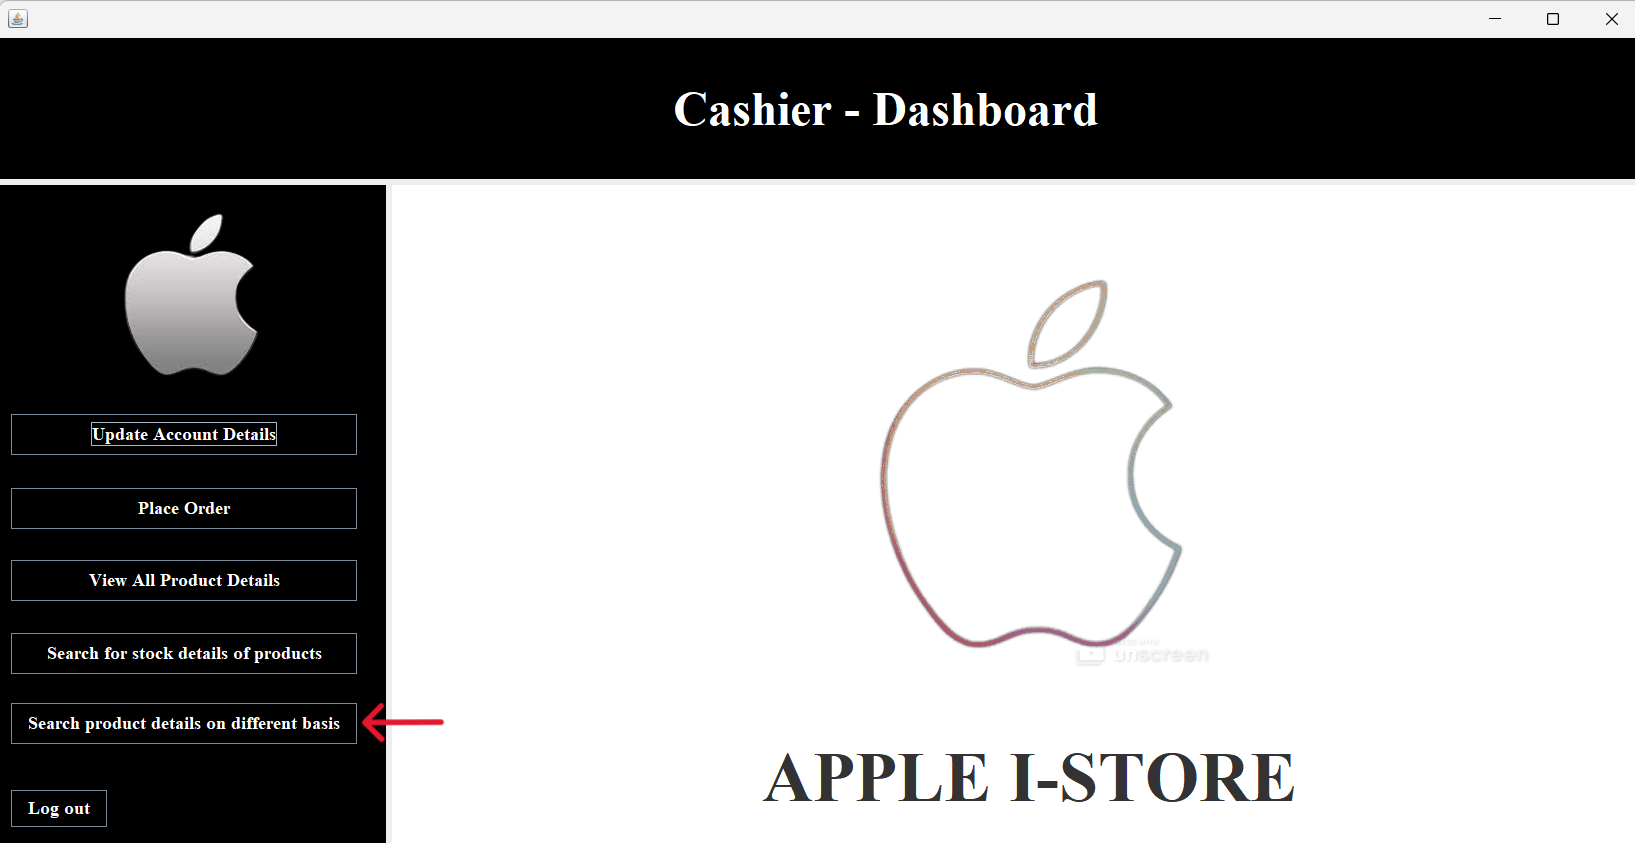 Cashier - Dashboard
Update Account Details
Place Order
View All Product Details
Search for stock details of products
Search product details on different basis
Log out
unscreen
APPLE I-STORE